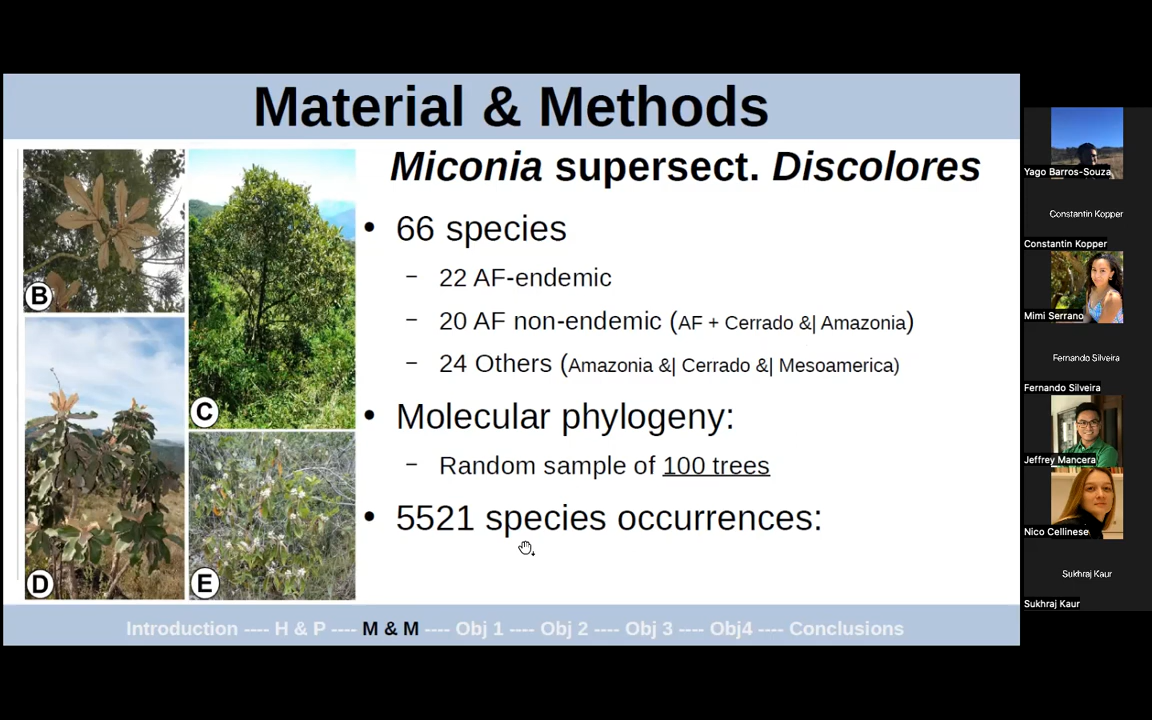 Material & Methods
Miconia supersect. Discolores
• 66 species
– 22 AF-endemic
– 20 AF non-endemic (AF + Cerrado &| Amazonia)
– 24 Others (Amazonia &| Cerrado &| Mesoamerica)
• Molecular phylogeny:
– Random sample of 100 trees
• 5521 species occurrences:
B
C
D
E
Introduction ---- H & P ---- M & M ---- Obj 1 ---- Obj 2 ---- Obj 3 ---- Obj4 ---- Conclusions
Yago Barros-Souza
Constantin Kopper
Constantin Kopper
Mimi Serrano
Fernando Silveira
Fernando Silveira
Jeffrey Mancera
Nico Cellinese
Sukhraj Kaur
Sukhraj Kaur